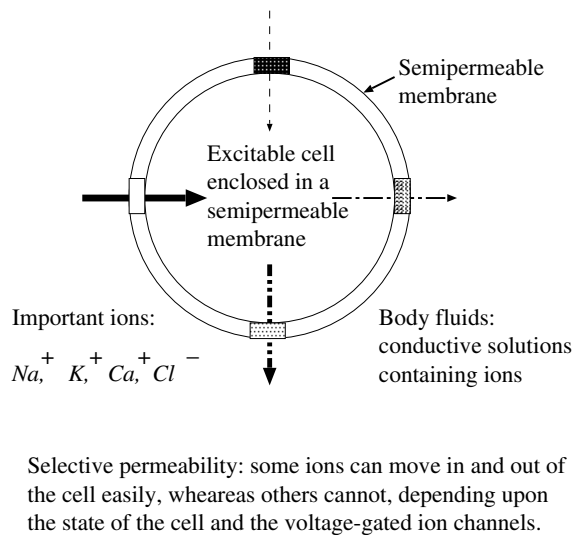 Semipermeable
membrane
Excitable cell
enclosed in a
semipermeable
membrane
Important ions:
Na,⁺ K,⁺ Ca,⁺ Cl ⁻
Body fluids:
conductive solutions
containing ions
Selective permeability: some ions can move in and out of
the cell easily, wheareas others cannot, depending upon
the state of the cell and the voltage-gated ion channels.